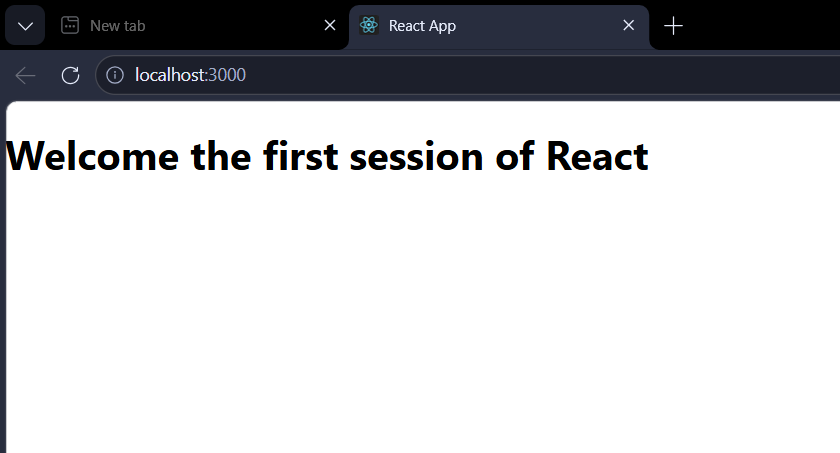 New tab
React App
localhost:3000
Welcome the first session of React